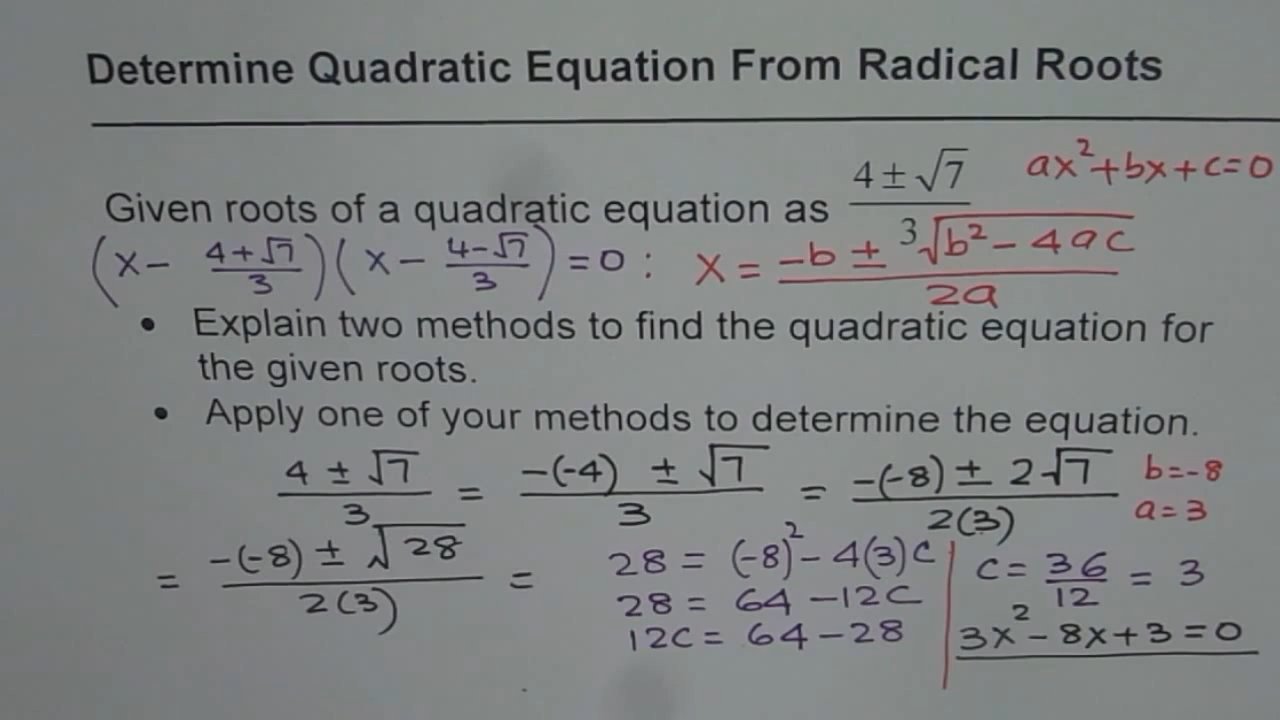 Determine Quadratic Equation From Radical Roots
Given roots of a quadratic equation as (4 ± √7)/3 ax² + bx + c = 0
(x − (4+√7)/3)(x − (4−√7)/3) = 0 : x = (−b ± √(b² − 4ac))/2a
• Explain two methods to find the quadratic equation for
the given roots.
• Apply one of your methods to determine the equation.
(4 ± √7)/3 = (−(−4) ± √7)/3 = (−(−8) ± 2√7)/2(3) b = −8
a = 3
= (−(−8) ± √28)/2(3) =
28 = (−8)² − 4(3)c
28 = 64 − 12c
12c = 64 − 28
c = 36/12 = 3
3x² − 8x + 3 = 0